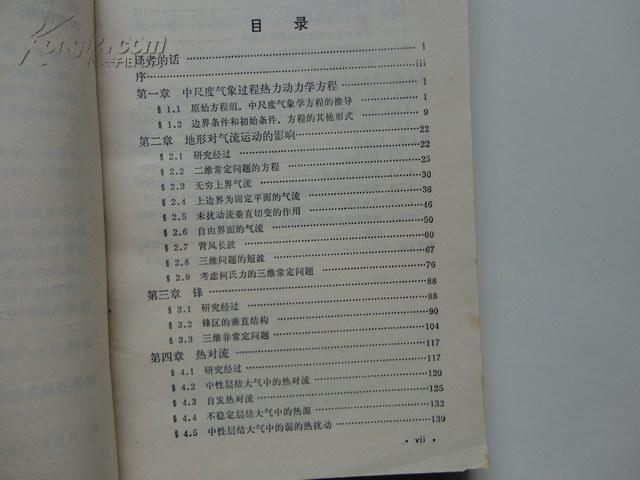 目 录
译者的话 i
序 iii
第一章 中尺度气象过程热力动力学方程 1
§1.1 原始方程组，中尺度气象学方程的推导 1
§1.2 边界条件和初始条件，方程的其他形式 9
第二章 地形对气流运动的影响 22
§2.1 研究经过 22
§2.2 二维常定问题的方程 25
§2.3 无穷上界气流 30
§2.4 上边界为固定平面的气流 36
§2.5 未扰动流垂直切变的作用 46
§2.6 自由界面的气流 50
§2.7 背风长波 60
§2.8 三维问题的短波 67
§2.9 考虑柯氏力的三维常定问题 76
第三章 锋 88
§3.1 研究经过 88
§3.2 锋区的垂直结构 90
§3.3 三维非常定问题 104
第四章 热对流 117
§4.1 研究经过 117
§4.2 中性层结大气中的热对流 120
§4.3 自发热对流 125
§4.4 不稳定层结大气中的热源 132
§4.5 中性层结大气中的弱的热扰动 139
· vii ·